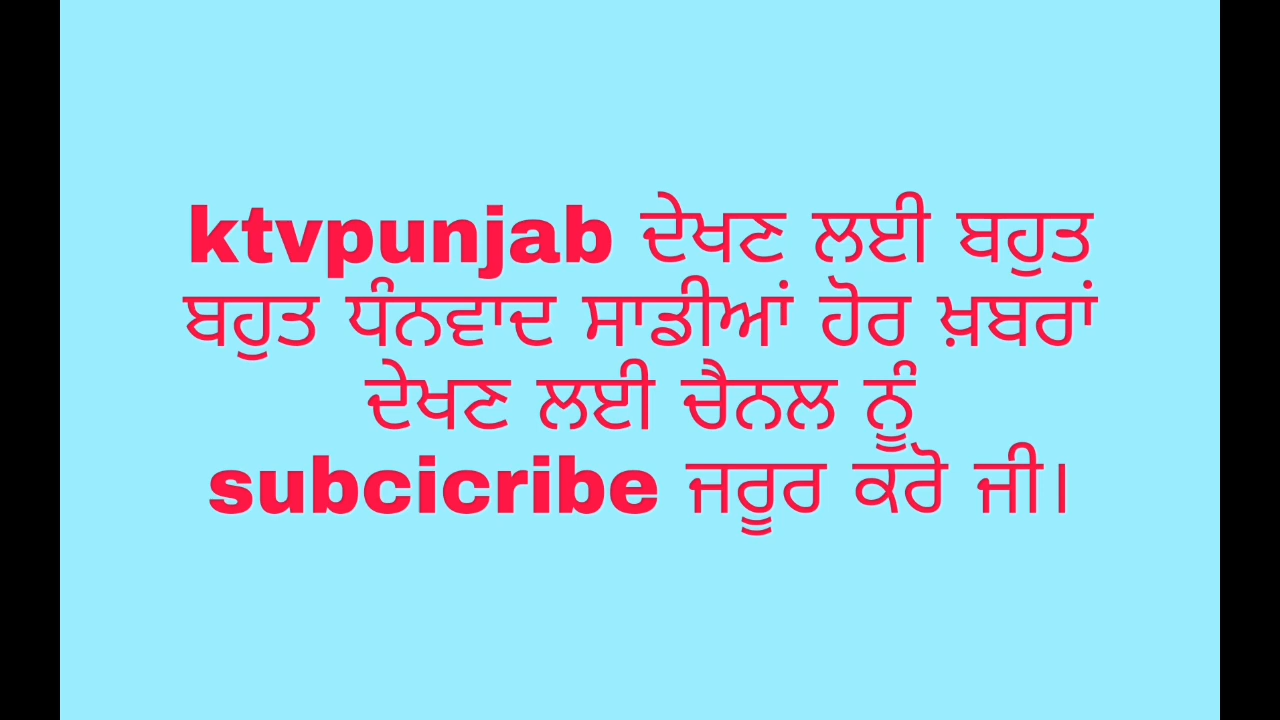 ktvpunjab ਦੇਖਣ ਲਈ ਬਹੁਤ
ਬਹੁਤ ਧੰਨਵਾਦ ਸਾਡੀਆਂ ਹੋਰ ਖ਼ਬਰਾਂ
ਦੇਖਣ ਲਈ ਚੈਨਲ ਨੂੰ
subcicribe ਜਰੂਰ ਕਰੋ ਜੀ।